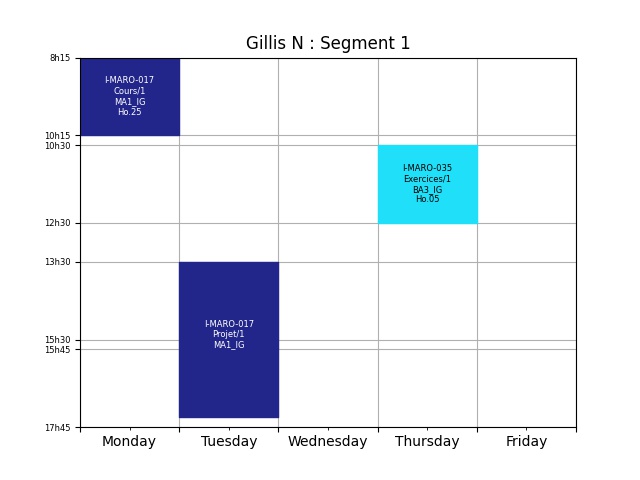 Gillis N : Segment 1
8h15
10h15
10h30
12h30
13h30
15h30
15h45
17h45
I-MARO-017
Cours/1
MA1_IG
Ho.25
I-MARO-035
Exercices/1
BA3_IG
Ho.05
I-MARO-017
Projet/1
MA1_IG
Monday Tuesday Wednesday Thursday Friday